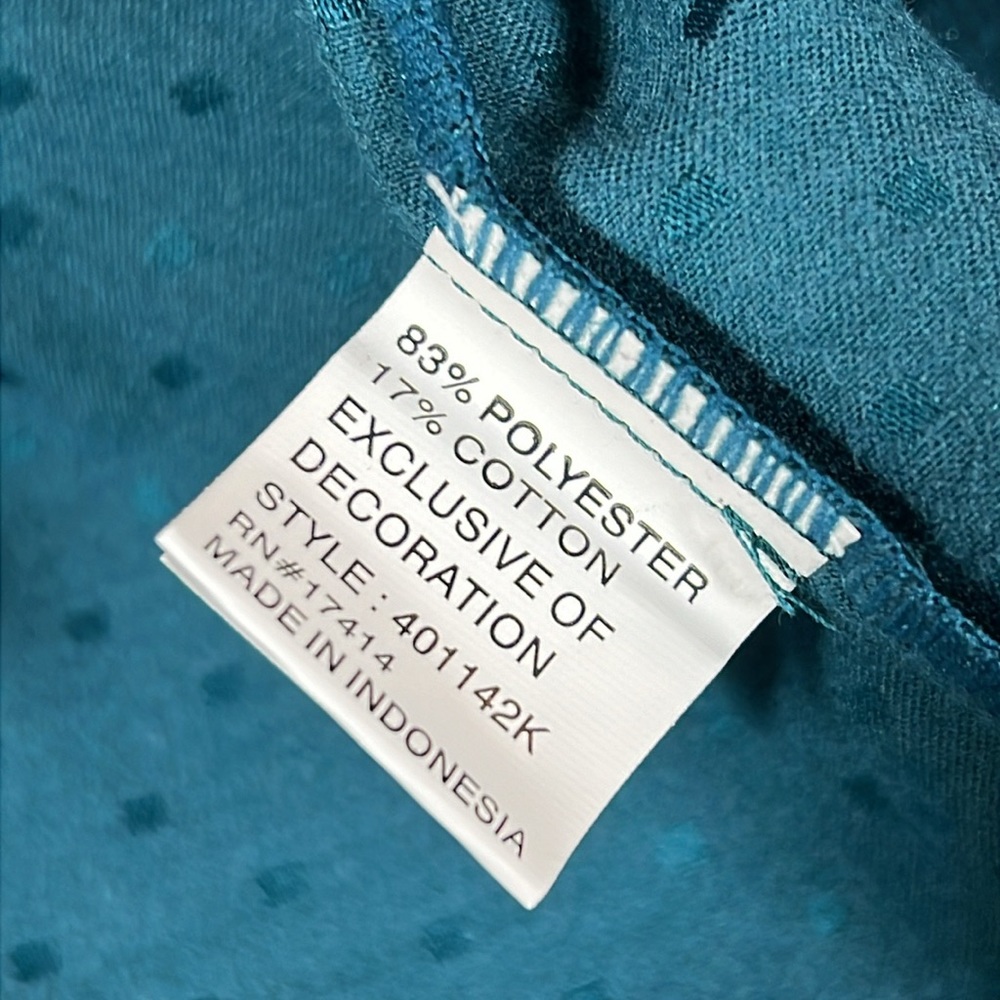 83% POLYESTER
17% COTTON
EXCLUSIVE OF
DECORATION
STYLE : 401142K
RN#17414
MADE IN INDONESIA